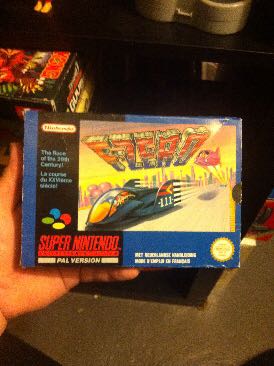 Nintendo
F-ZERO
The Race
of the 26th
Century!
La course
du XXVIème
siècle!
SUPER NINTENDO
ENTERTAINMENT SYSTEM
PAL VERSION
MET NEDERLANDSE HANDLEIDING
MODE D'EMPLOI EN FRANÇAIS